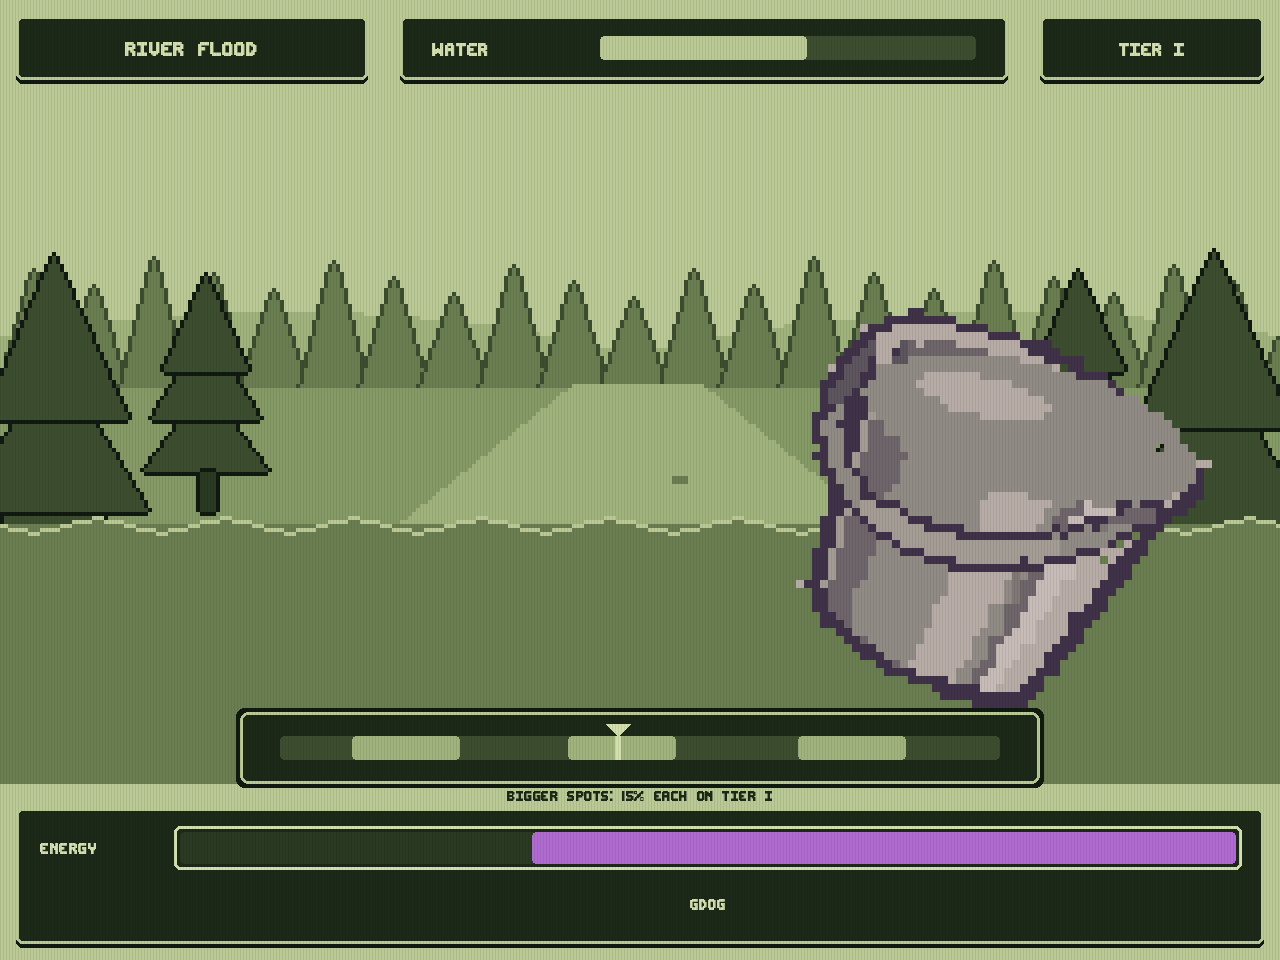 RIVER FLOOD
WATER
TIER I
BIGGER SPOTS: 15% EACH ON TIER I
ENERGY
GDOG